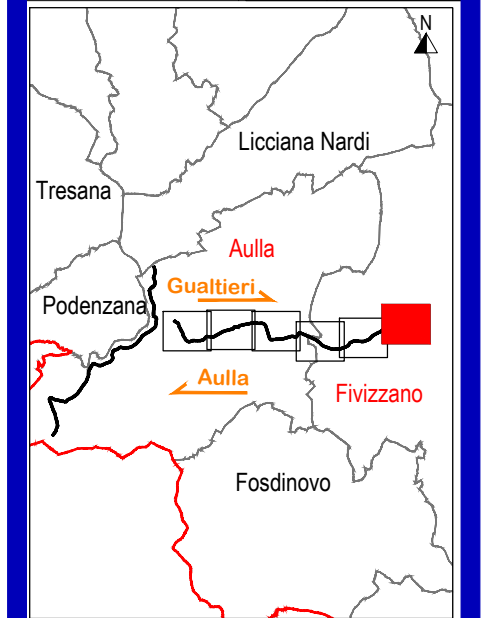 N
Licciana Nardi
Tresana
Aulla
Gualtieri
Podenzana
Aulla
Fivizzano
Fosdinovo